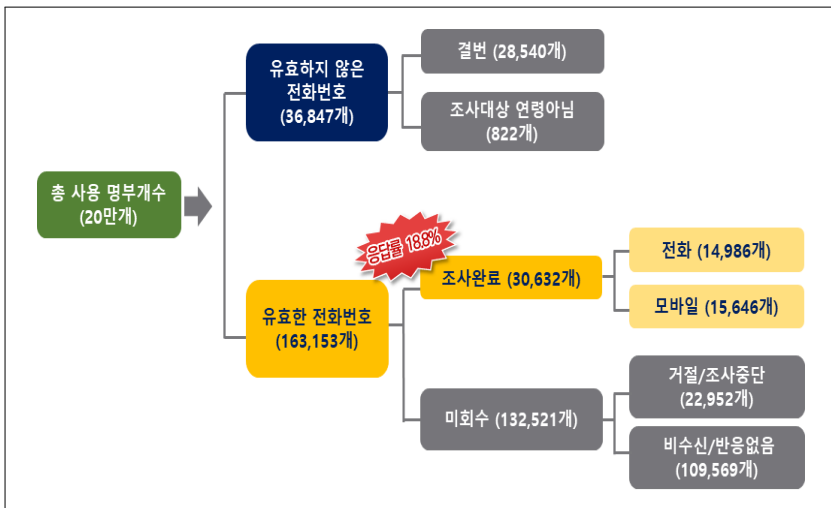 총 사용 명부개수
(20만개)
유효하지 않은
전화번호
(36,847개)
결번 (28,540개)
조사대상 연령아님
(822개)
유효한 전화번호
(163,153개)
응답률 18.8%
조사완료 (30,632개)
전화 (14,986개)
모바일 (15,646개)
미회수 (132,521개)
거절/조사중단
(22,952개)
비수신/반응없음
(109,569개)